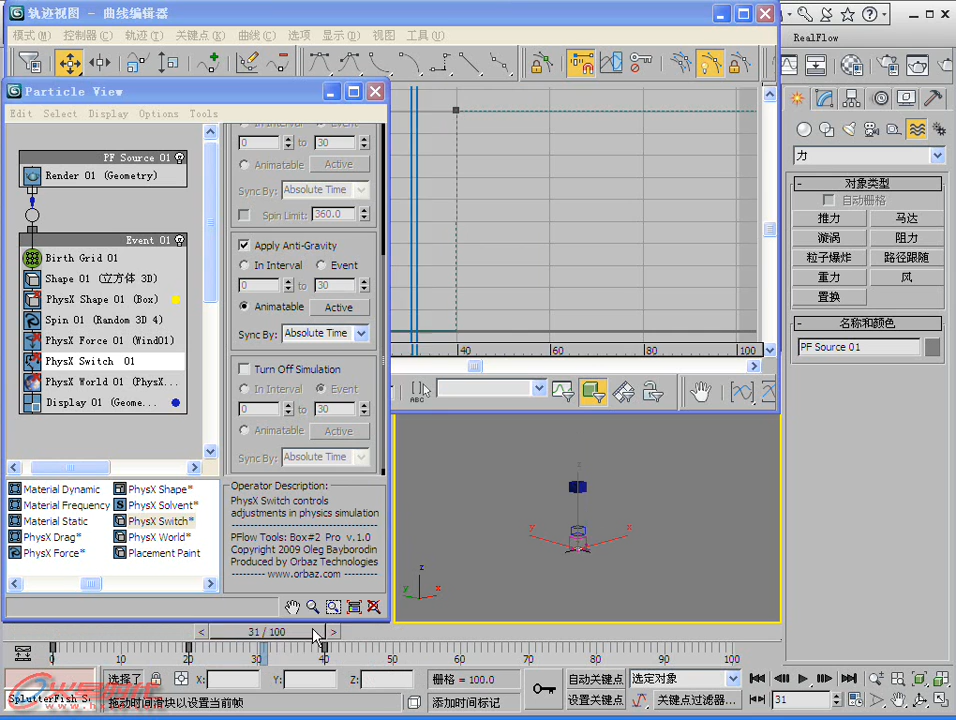 轨迹视图 - 曲线编辑器
模式(M) 控制器(C) 轨迹(T) 关键点(K) 曲线(C) 选项 显示(D) 视图 工具(U)
RealFlow
Particle View
Edit Select Display Options Tools
PF Source 01
Render 01 (Geometry)
Event 01
Birth Grid 01
Shape 01 (立方体 3D)
PhysX Shape 01 (Box)
Spin 01 (Random 3D 4)
PhysX Force 01 (Wind01)
PhysX Switch 01
PhysX World 01 (PhysX...
Display 01 (Geome...
In Interval Event
0 to 30
Animatable Active
Sync By: Absolute Time
Spin Limit: 360.0
Apply Anti-Gravity
In Interval Event
0 to 30
Animatable Active
Sync By: Absolute Time
Turn Off Simulation
In Interval Event
0 to 30
Animatable Active
Sync By: Absolute Time
Material Dynamic PhysX Shape*
Material Frequency PhysX Solvent*
Material Static PhysX Switch*
PhysX Drag* PhysX World*
PhysX Force* Placement Paint
Operator Description:
PhysX Switch controls
adjustments in physics simulation
PFlow Tools: Box#2 Pro v.1.0
Copyright 2009 Oleg Bayborodin
Produced by Orbaz Technologies
-------- www.orbaz.com --------
40 60 80 100
ABC
z
y x
z
y x
力
对象类型
自动栅格
推力 马达
漩涡 阻力
粒子爆炸 路径跟随
重力 风
置换
名称和颜色
PF Source 01
< 31 / 100 >
0 10 20 30 40 50 60 70 80 90 100
选择了 X: Y: Z: 栅格 = 100.0 自动关键点 选定对象
SplutterFish S 拖动时间滑块以设置当前帧 添加时间标记 设置关键点 关键点过滤器... 31
火星时代